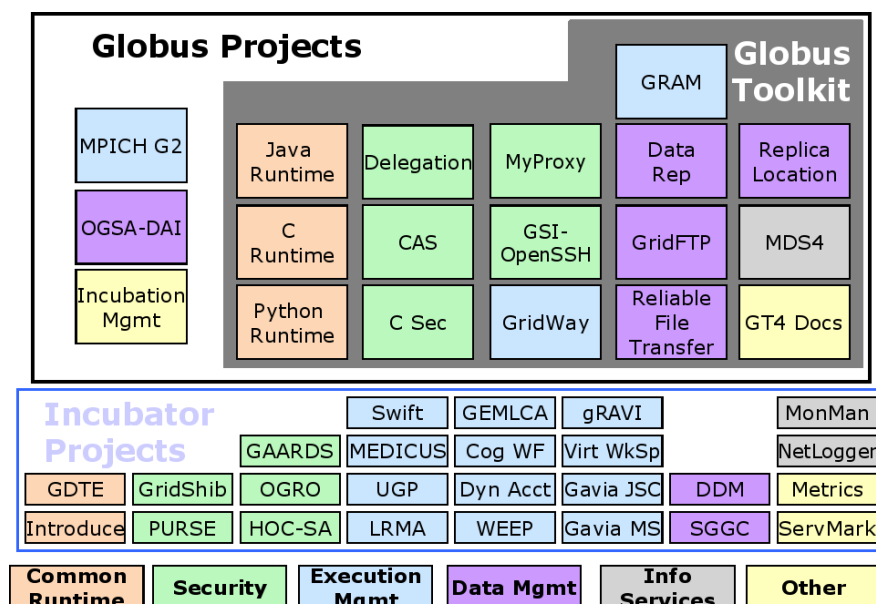 Globus Projects
Globus
Toolkit
GRAM
MPICH G2
Java
Runtime
Delegation
MyProxy
Data
Rep
Replica
Location
OGSA-DAI
C
Runtime
CAS
GSI-
OpenSSH
GridFTP
MDS4
Incubation
Mgmt
Python
Runtime
C Sec
GridWay
Reliable
File
Transfer
GT4 Docs
Incubator
Projects
Swift
GEMLCA
gRAVI
MonMan
GAARDS
MEDICUS
Cog WF
Virt WkSp
NetLogger
GDTE
GridShib
OGRO
UGP
Dyn Acct
Gavia JSC
DDM
Metrics
Introduce
PURSE
HOC-SA
LRMA
WEEP
Gavia MS
SGGC
ServMark
Common
Runtime
Security
Execution
Mgmt
Data Mgmt
Info
Services
Other